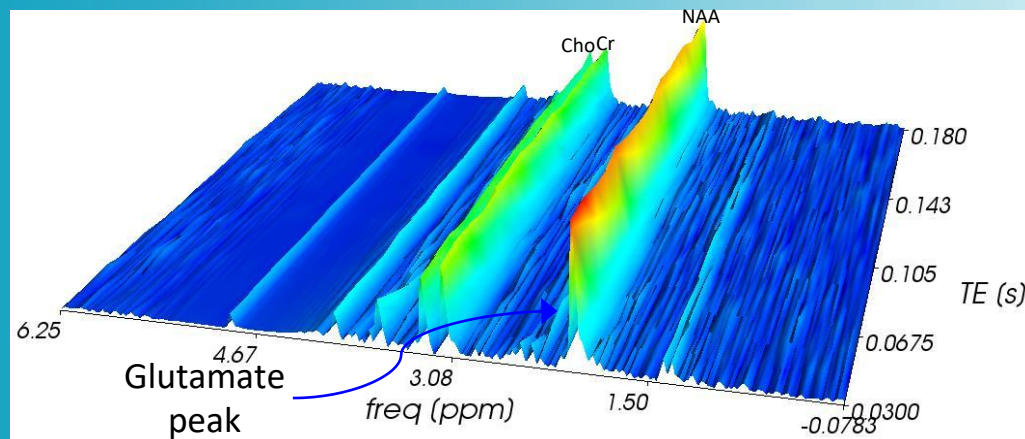 NAA
ChoCr
0.180
0.143
0.105
TE (s)
0.0675
0.0300
-0.0783
6.25
4.67
3.08
1.50
freq (ppm)
Glutamate
peak